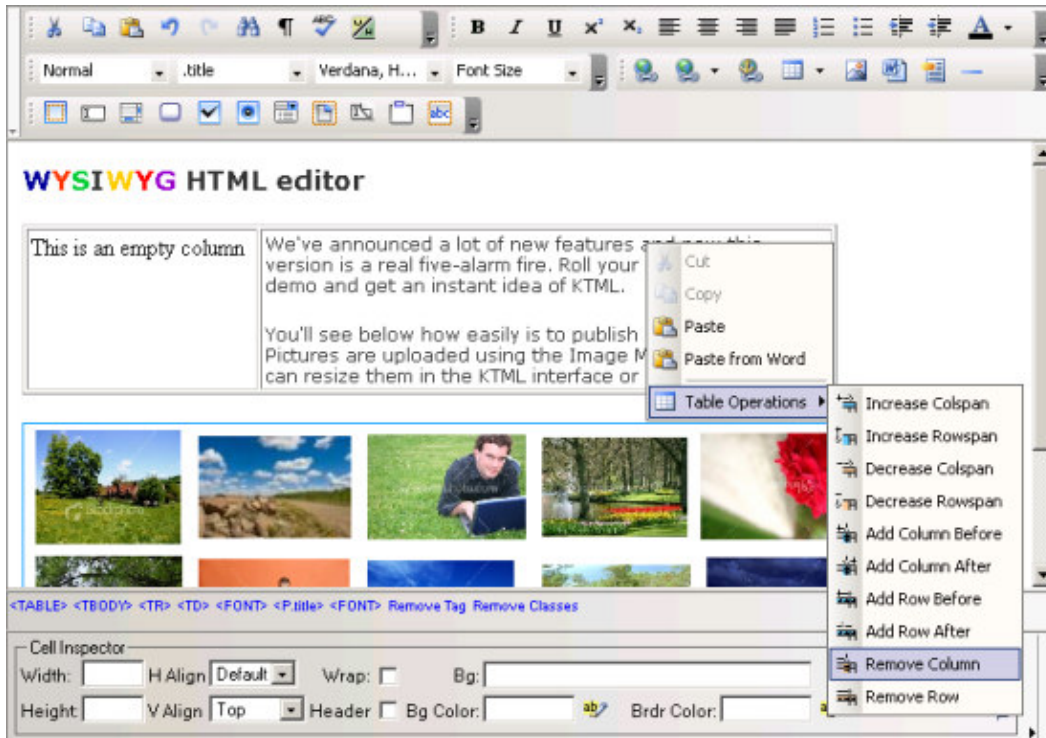 B I U x² x₂ A
Normal .title Verdana, H... Font Size
abc
WYSIWYG HTML editor
This is an empty column
We've announced a lot of new features and now this
version is a real five-alarm fire. Roll your
demo and get an instant idea of KTML.
You'll see below how easily is to publish
Pictures are uploaded using the Image M
can resize them in the KTML interface or
Cut
Copy
Paste
Paste from Word
Table Operations
Increase Colspan
Increase Rowspan
Decrease Colspan
Decrease Rowspan
Add Column Before
Add Column After
Add Row Before
Add Row After
Remove Column
Remove Row
<TABLE> <TBODY> <TR> <TD> <FONT> <P.title> <FONT> Remove Tag Remove Classes
Cell Inspector
Width: H Align Default Wrap: Bg:
Height V Align Top Header Bg Color: Brdr Color: